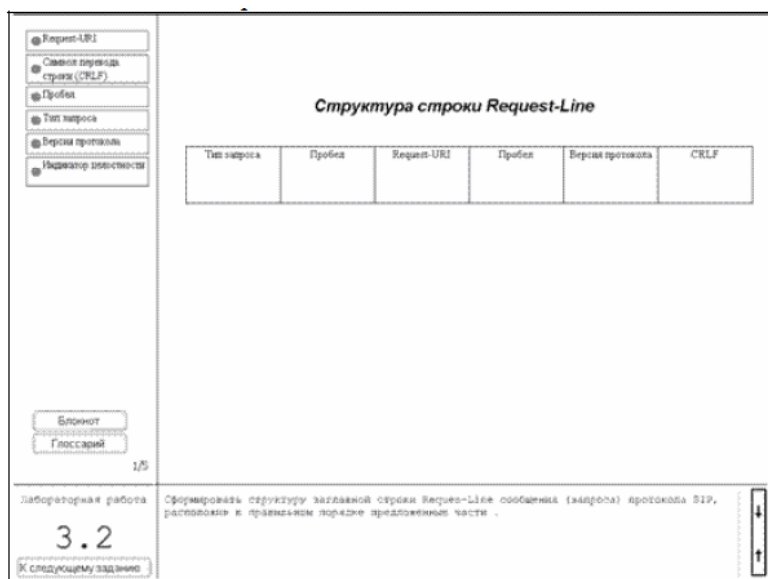 Request-URI
Символ перевода
строки (CRLF)
Пробел
Тип запроса
Версия протокола
Индикатор целостности
Структура строки Request-Line
Тип запроса Пробел Request-URI Пробел Версия протокола CRLF
Блокнот
Глоссарий
1/5
Лабораторная работа
3.2
К следующему заданию
Сформировать структуру заглавной строки Reques-Line сообщения (запроса) протокола SIP,
расположив в правильном порядке предложенные части .